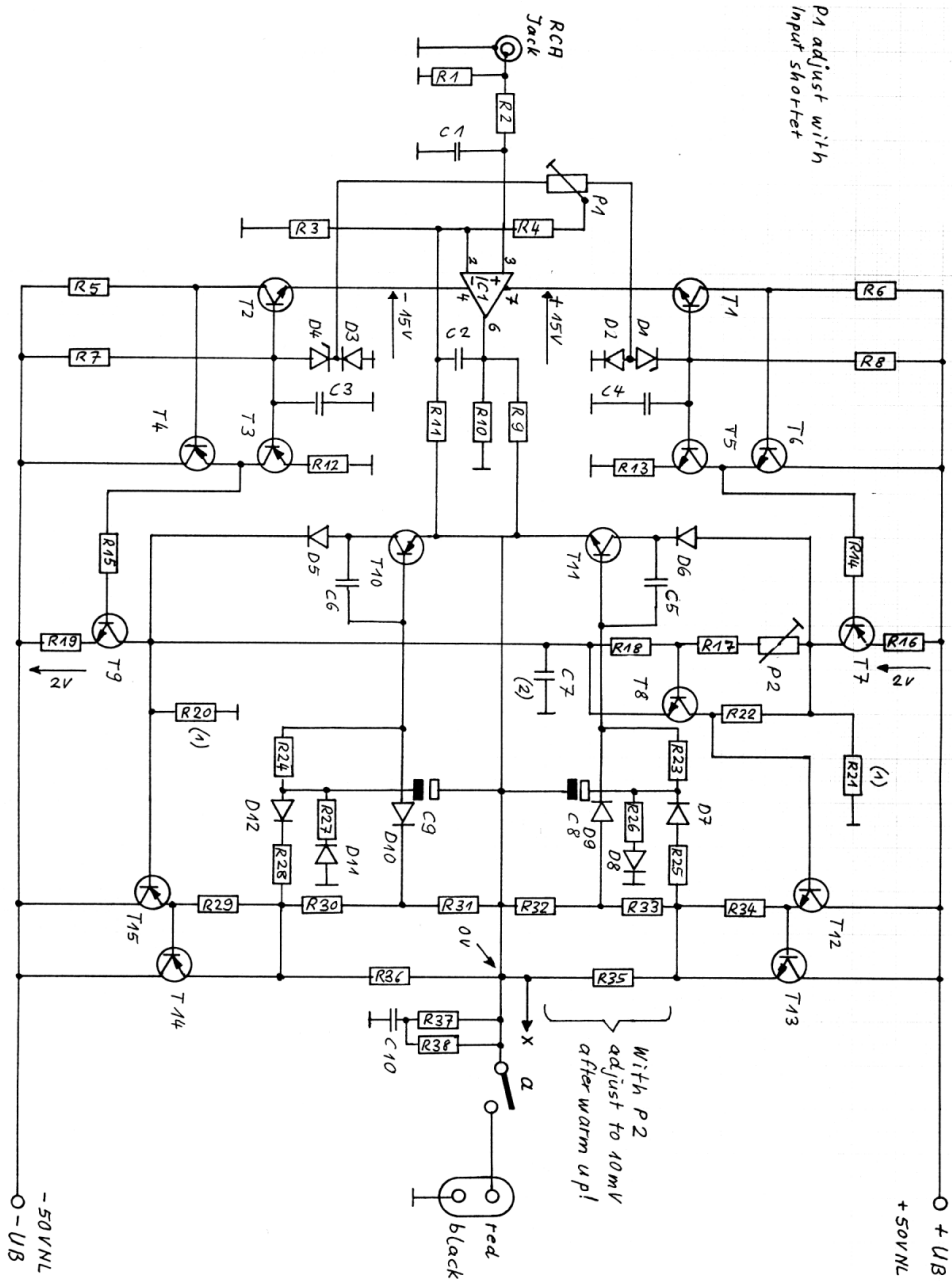 P1 adjust with
Input shortet
RCA
Jack
R1
R2
C1
P1
R3
R4
2
3
IC1
+
-
4
7
6
R5
T2
-15V
+15V
T1
R6
R7
D4
D3
C2
D2
D1
R8
C3
C4
T4
T3
R11
R10
R9
T5
T6
R12
R13
R15
D5
T10
T11
D6
R14
C6
C5
R19
T9
R18
R17
P2
T7
R16
2V
C7
(2)
T8
2V
R20
(1)
R22
R21
(1)
R24
R23
D12
R27
C9
C8
R26
D7
R28
D11
D10
D9
D8
R25
T15
R29
R30
R31
R32
R33
R34
T12
0V
T14
R36
R35
T13
C10
R37
R38
x
a
With P2
adjust to 10mV
after warm up!
red
black
-50VNL
-UB
+50VNL
+UB